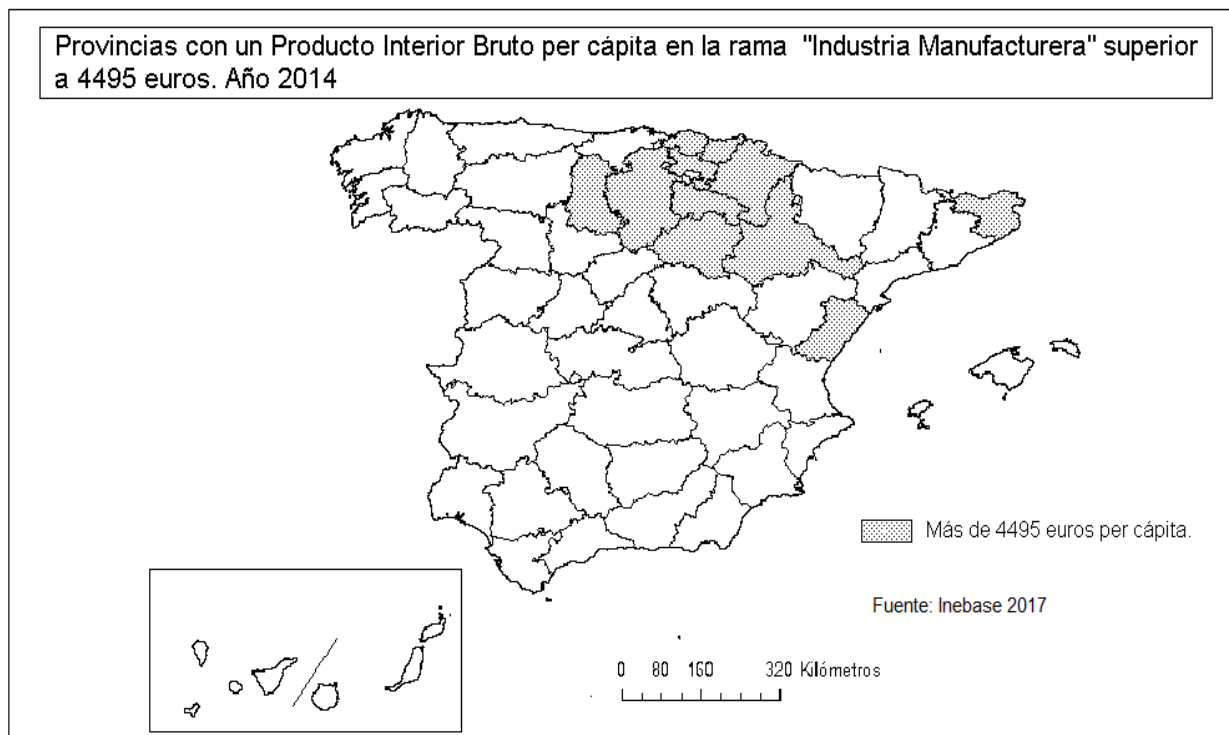 Provincias con un Producto Interior Bruto per cápita en la rama "Industria Manufacturera" superior
a 4495 euros. Año 2014
Más de 4495 euros per cápita.
Fuente: Inebase 2017
0 80 160 320 Kilómetros